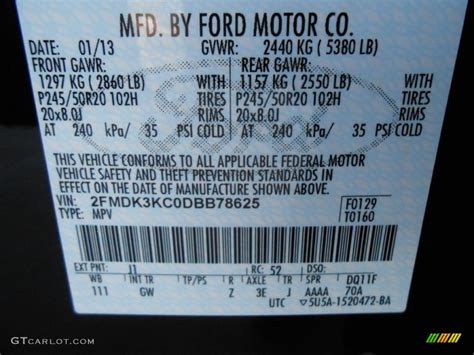 MFD. BY FORD MOTOR CO.
DATE: 01/13 GVWR: 2440 KG ( 5380 LB)
FRONT GAWR: REAR GAWR:
1297 KG ( 2860 LB) 1157 KG ( 2550 LB)
P245/50R20 102H TIRES P245/50R20 102H TIRES
20x8.0J RIMS 20x8.0J RIMS
AT 240 kPa/ 35 PSI COLD AT 240 kPa/ 35 PSI COLD
THIS VEHICLE CONFORMS TO ALL APPLICABLE FEDERAL MOTOR
VEHICLE SAFETY AND THEFT PREVENTION STANDARDS IN
EFFECT ON THE DATE OF MANUFACTURE SHOWN ABOVE.
VIN: 2FMDK3KC0DBB78625 F0129
TYPE: MPV T0160
EXT PNT: J1 RC: 52 DSO:
WB INT TR TP/PS R AXLE TR SPR DQ11F
111 GW Z 3E J AAAA 70A
UTC 5U5A-1520472-BA
Ford
GTCARLOT.COM